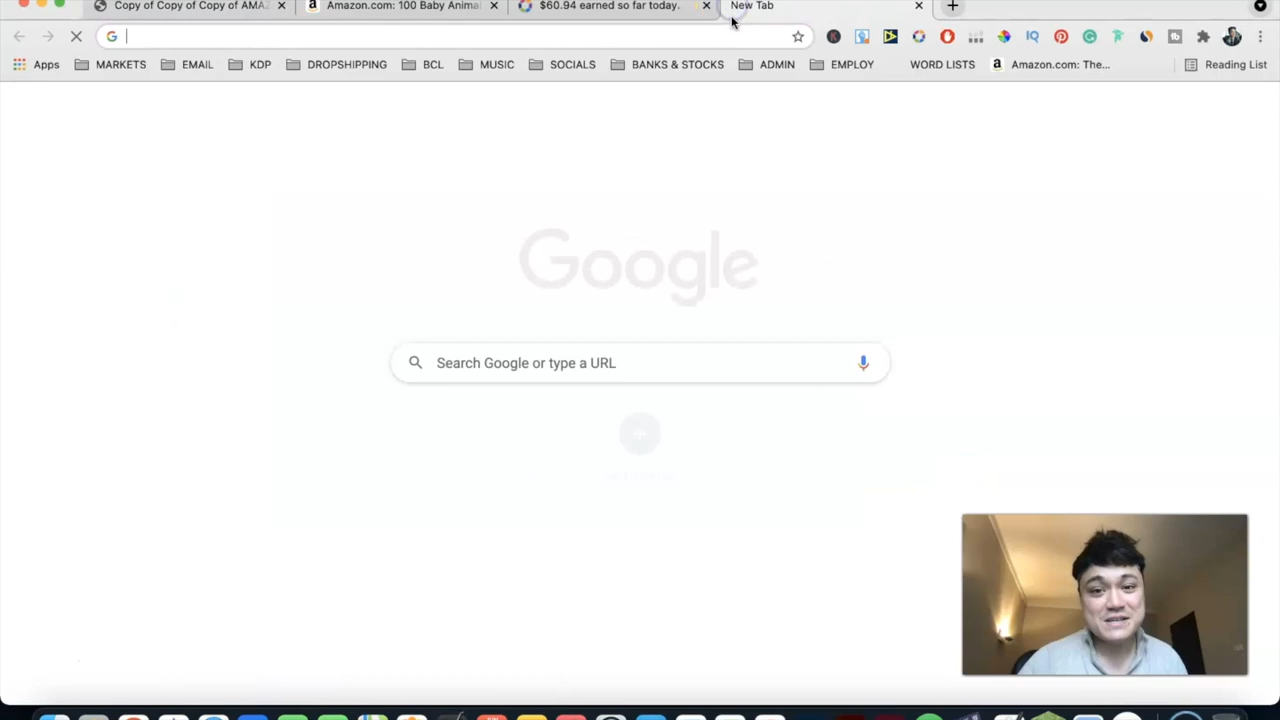 Copy of Copy of Copy of AMAZ
Amazon.com: 100 Baby Animal
$60.94 earned so far today.
New Tab
Apps
MARKETS
EMAIL
KDP
DROPSHIPPING
BCL
MUSIC
SOCIALS
BANKS & STOCKS
ADMIN
EMPLOY
WORD LISTS
Amazon.com: The...
Reading List
Google
Search Google or type a URL